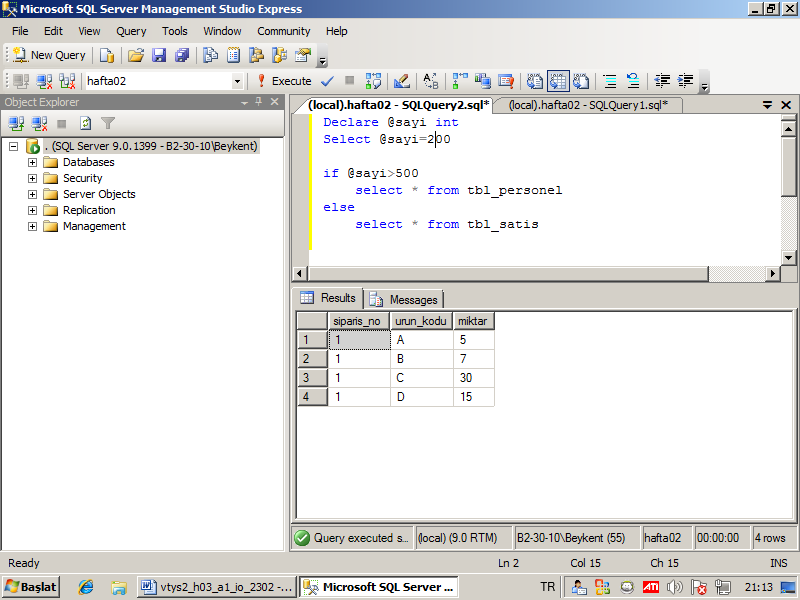 Microsoft SQL Server Management Studio Express
File Edit View Query Tools Window Community Help
New Query
hafta02 Execute
Object Explorer
. (SQL Server 9.0.1399 - B2-30-10\Beykent)
Databases
Security
Server Objects
Replication
Management
(local).hafta02 - SQLQuery2.sql* (local).hafta02 - SQLQuery1.sql*
Declare @sayi int
Select @sayi=200
if @sayi>500
select * from tbl_personel
else
select * from tbl_satis
Results Messages
siparis_no urun_kodu miktar
1 1 A 5
2 1 B 7
3 1 C 30
4 1 D 15
Query executed s... (local) (9.0 RTM) B2-30-10\Beykent (55) hafta02 00:00:00 4 rows
Ready Ln 2 Col 15 Ch 15 INS
Başlat vtys2_h03_a1_io_2302 -... Microsoft SQL Server ... TR ATI 21:13